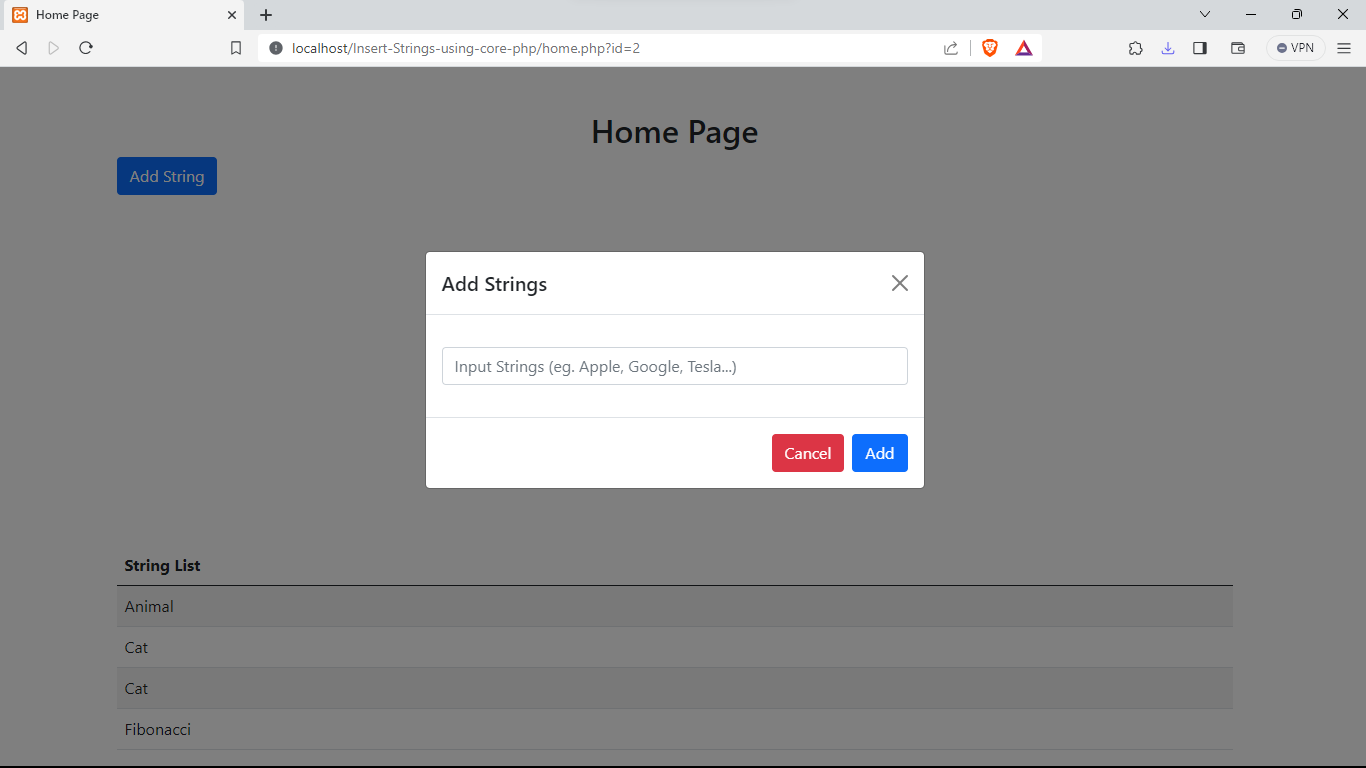 Home Page
localhost/Insert-Strings-using-core-php/home.php?id=2
VPN
Home Page
Add String
Add Strings
Input Strings (eg. Apple, Google, Tesla...)
Cancel Add
String List
Animal
Cat
Cat
Fibonacci